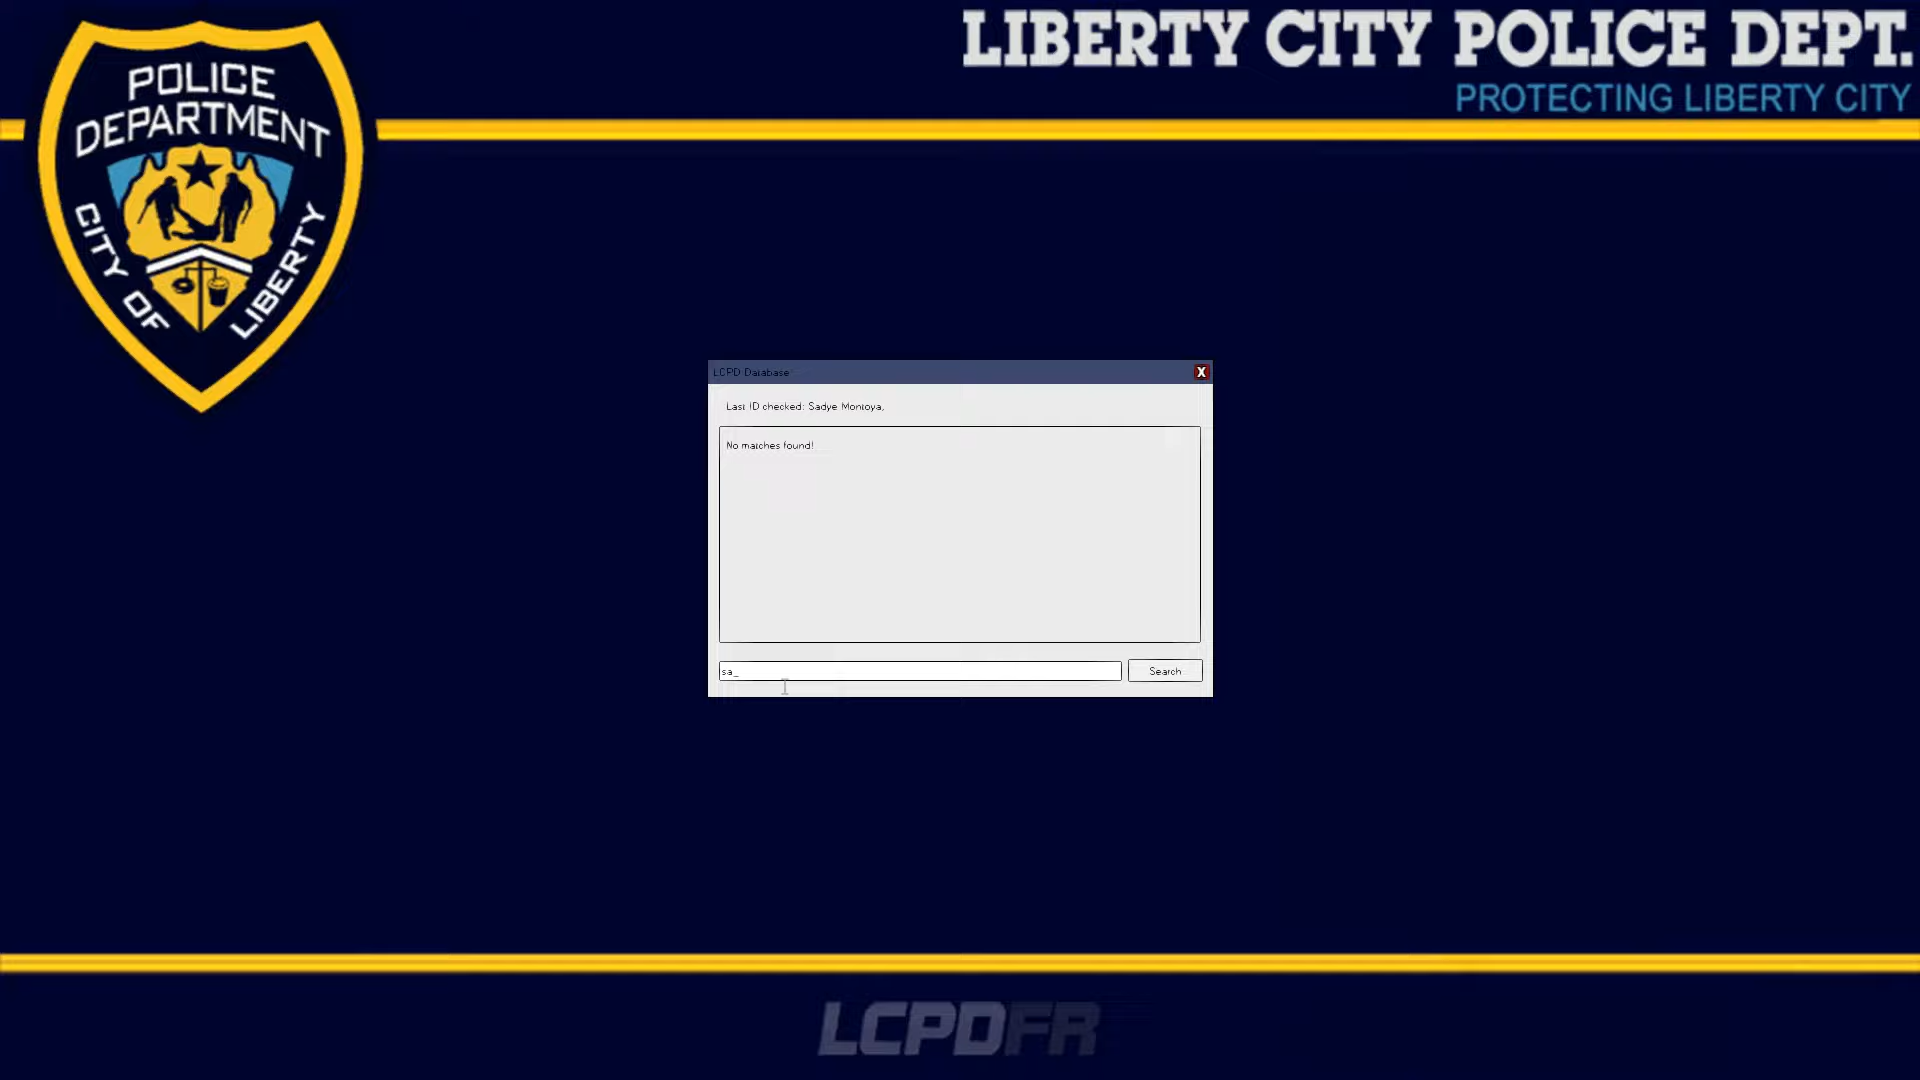 LIBERTY CITY POLICE DEPT.
PROTECTING LIBERTY CITY
POLICE
DEPARTMENT
CITY OF LIBERTY
LCPD Database
X
Last ID checked: Sadye Montoya,
No matches found!
sa_
Search
LCPDFR